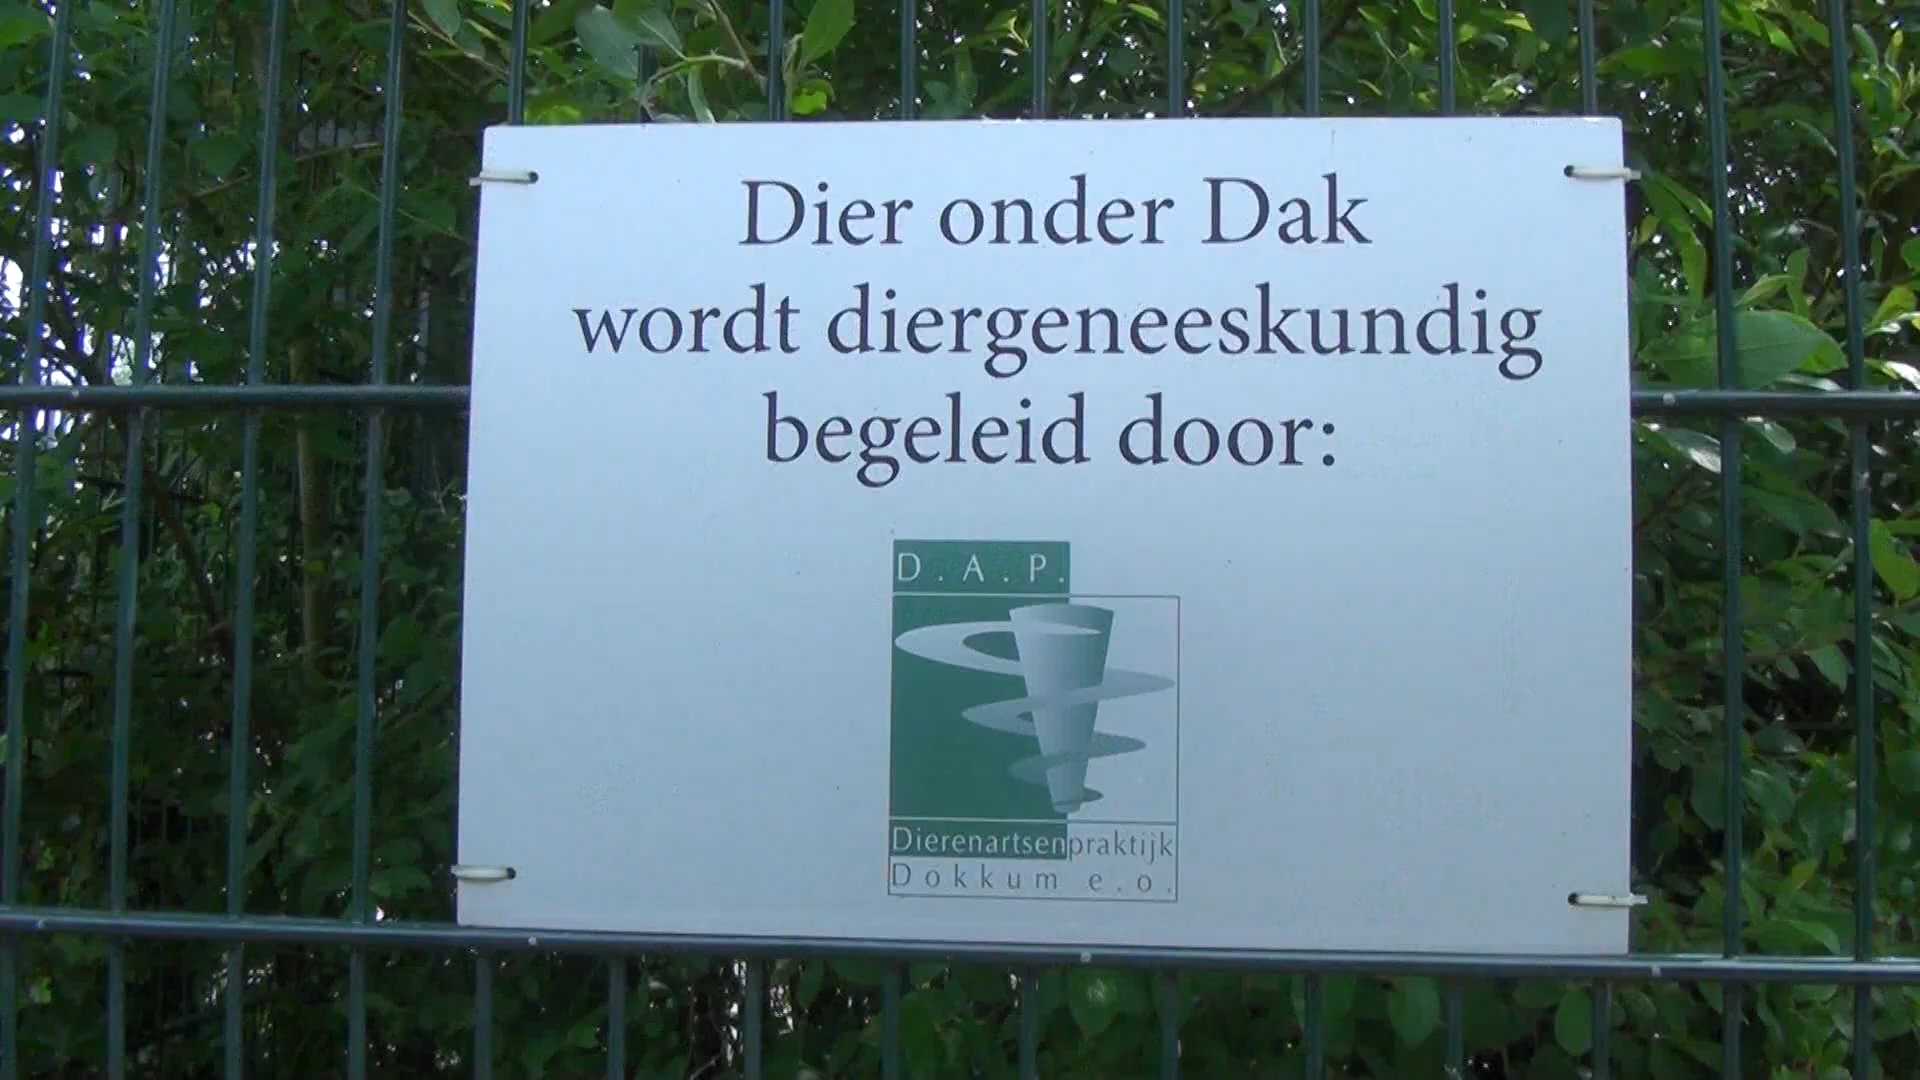 Dier onder Dak
wordt diergeneeskundig
begeleid door:
D.A.P.
Dierenartsenpraktijk
Dokkum e.o.